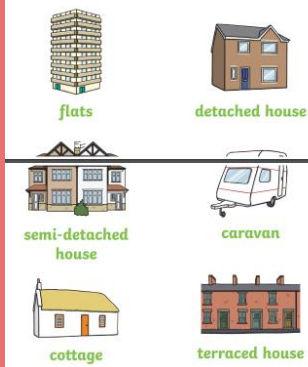 flats
detached house
semi-detached
house
caravan
cottage
terraced house